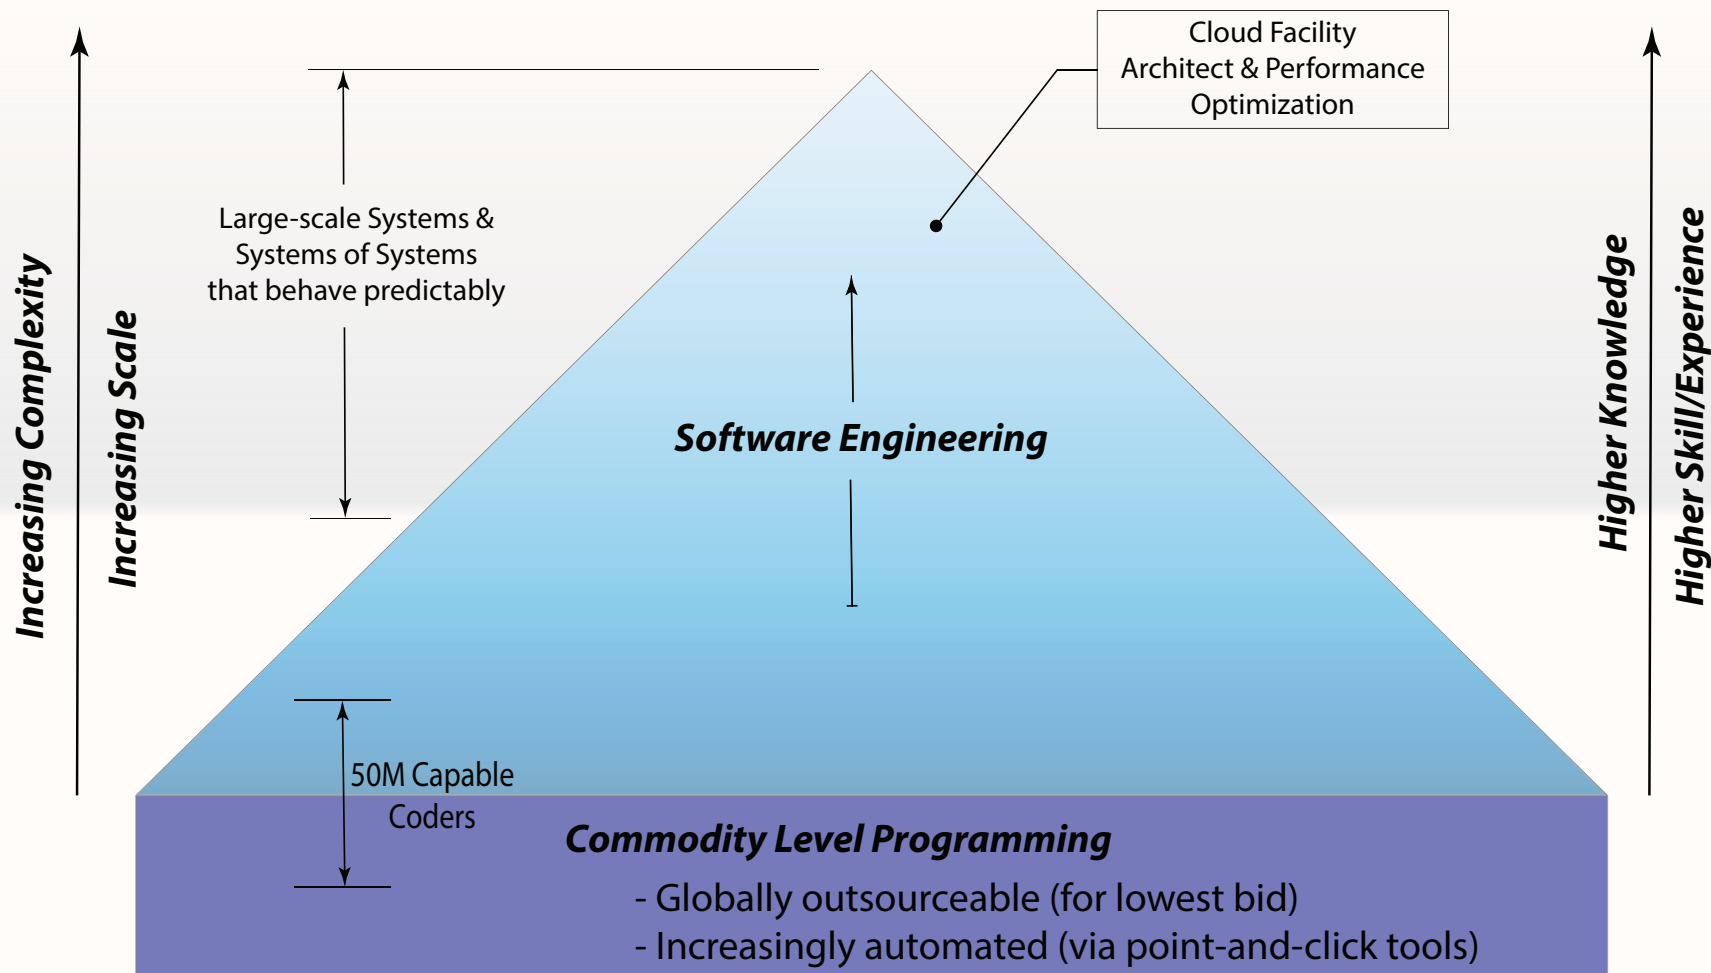 Cloud Facility
Architect & Performance
Optimization
Large-scale Systems &
Systems of Systems
that behave predictably
Increasing Complexity
Increasing Scale
Higher Knowledge
Higher Skill/Experience
Software Engineering
50M Capable
Coders
Commodity Level Programming
- Globally outsourceable (for lowest bid)
- Increasingly automated (via point-and-click tools)